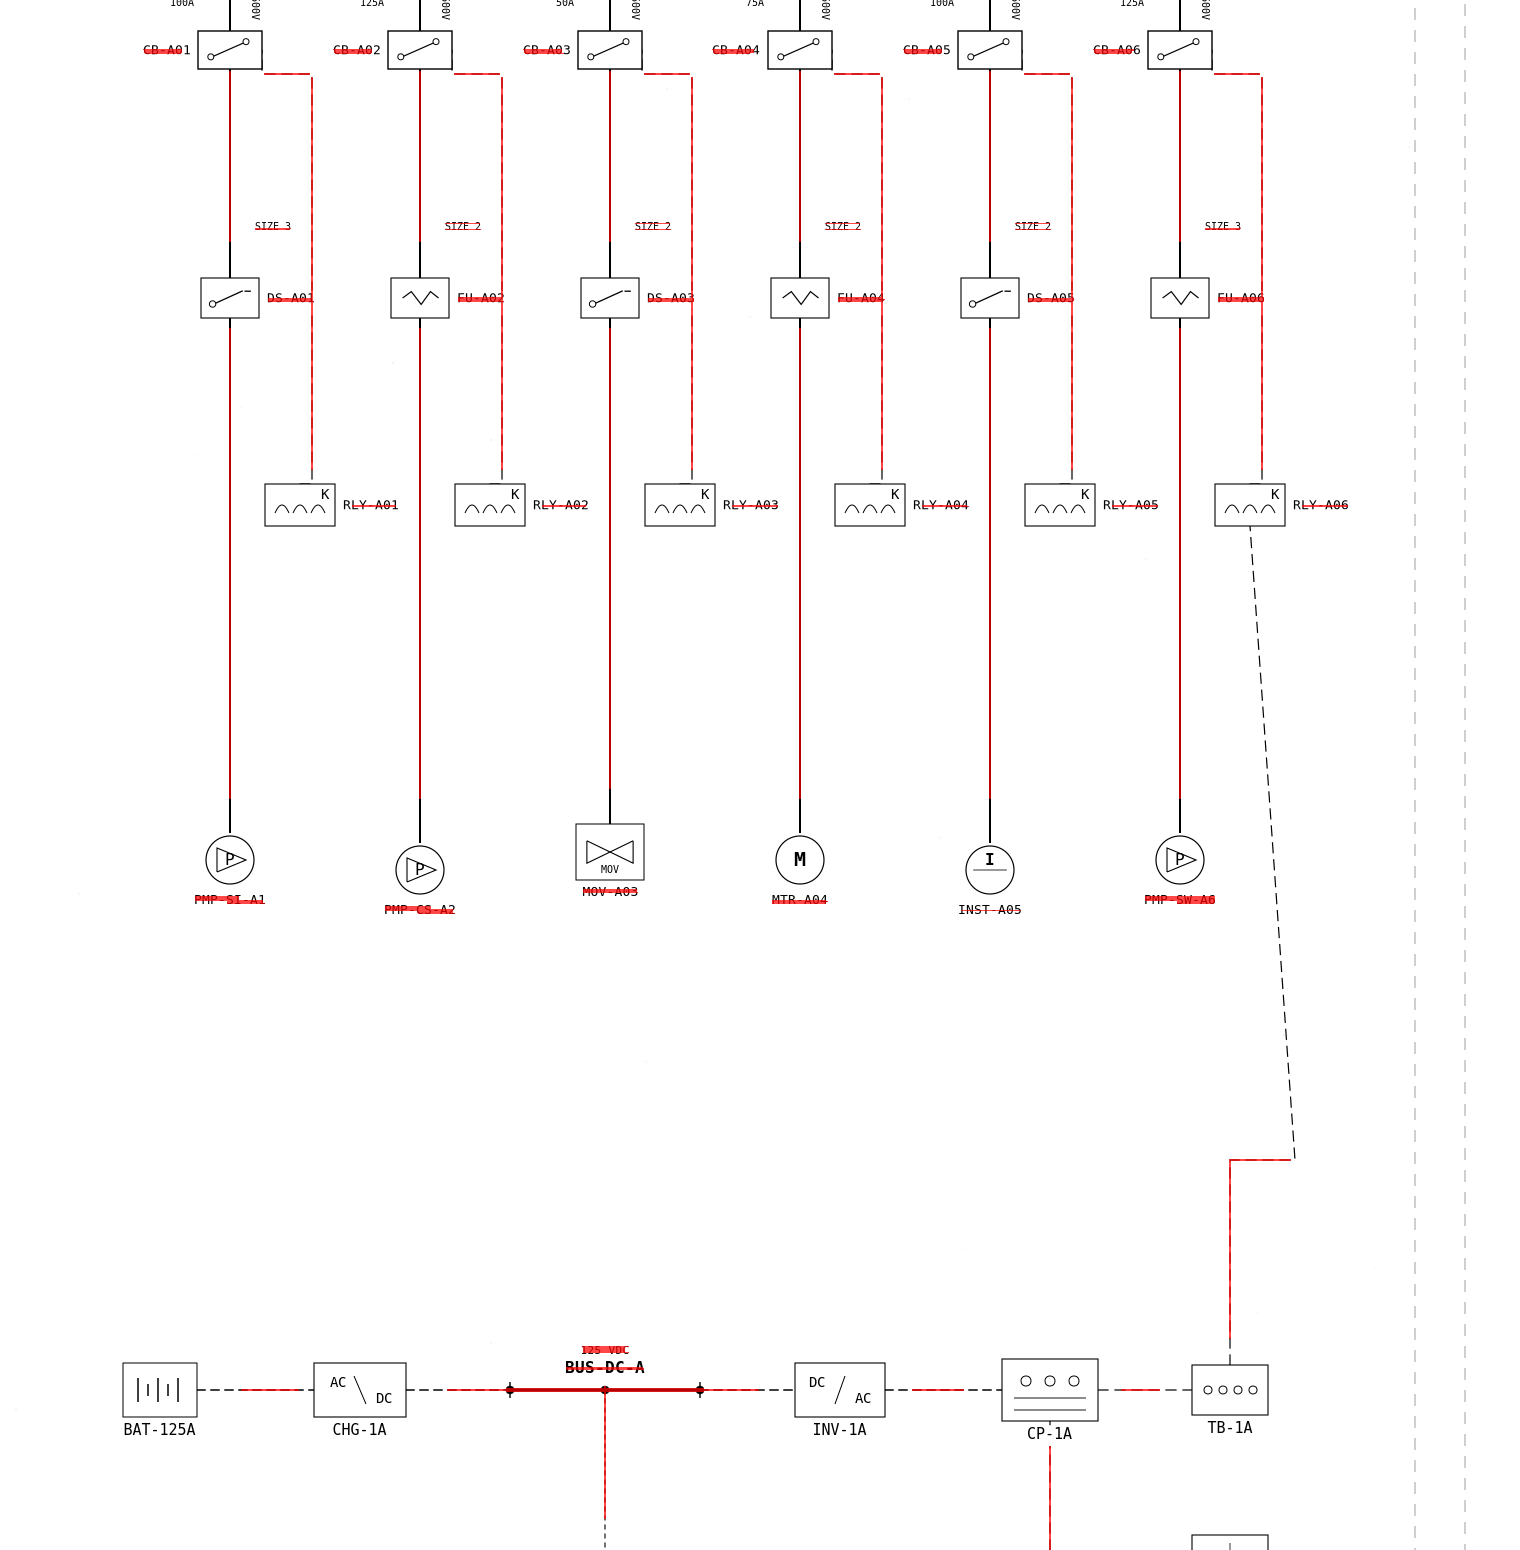 100A 125A 50A 75A 100A 125A
CB-A01 CB-A02 CB-A03 CB-A04 CB-A05 CB-A06
SIZE 3 SIZE 2 SIZE 2 SIZE 2 SIZE 2 SIZE 3
DS-A01 FU-A02 DS-A03 FU-A04 DS-A05 FU-A06
K K K K K K
RLY-A01 RLY-A02 RLY-A03 RLY-A04 RLY-A05 RLY-A06
P P MOV M I P
PMP-SI-A1 PMP-CS-A2 MOV-A03 MTR-A04 INST-A05 PMP-SW-A6
125 VDC
BUS-DC-A
AC DC DC AC
BAT-125A CHG-1A INV-1A CP-1A TB-1A